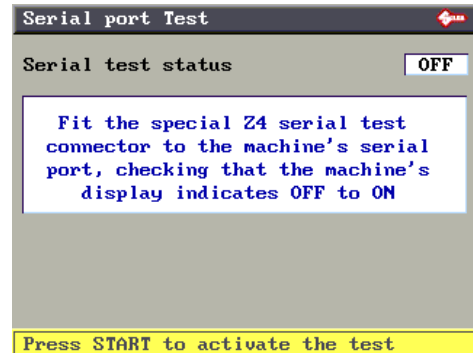 Serial port Test
Serial test status OFF
Fit the special Z4 serial test
connector to the machine's serial
port, checking that the machine's
display indicates OFF to ON
Press START to activate the test